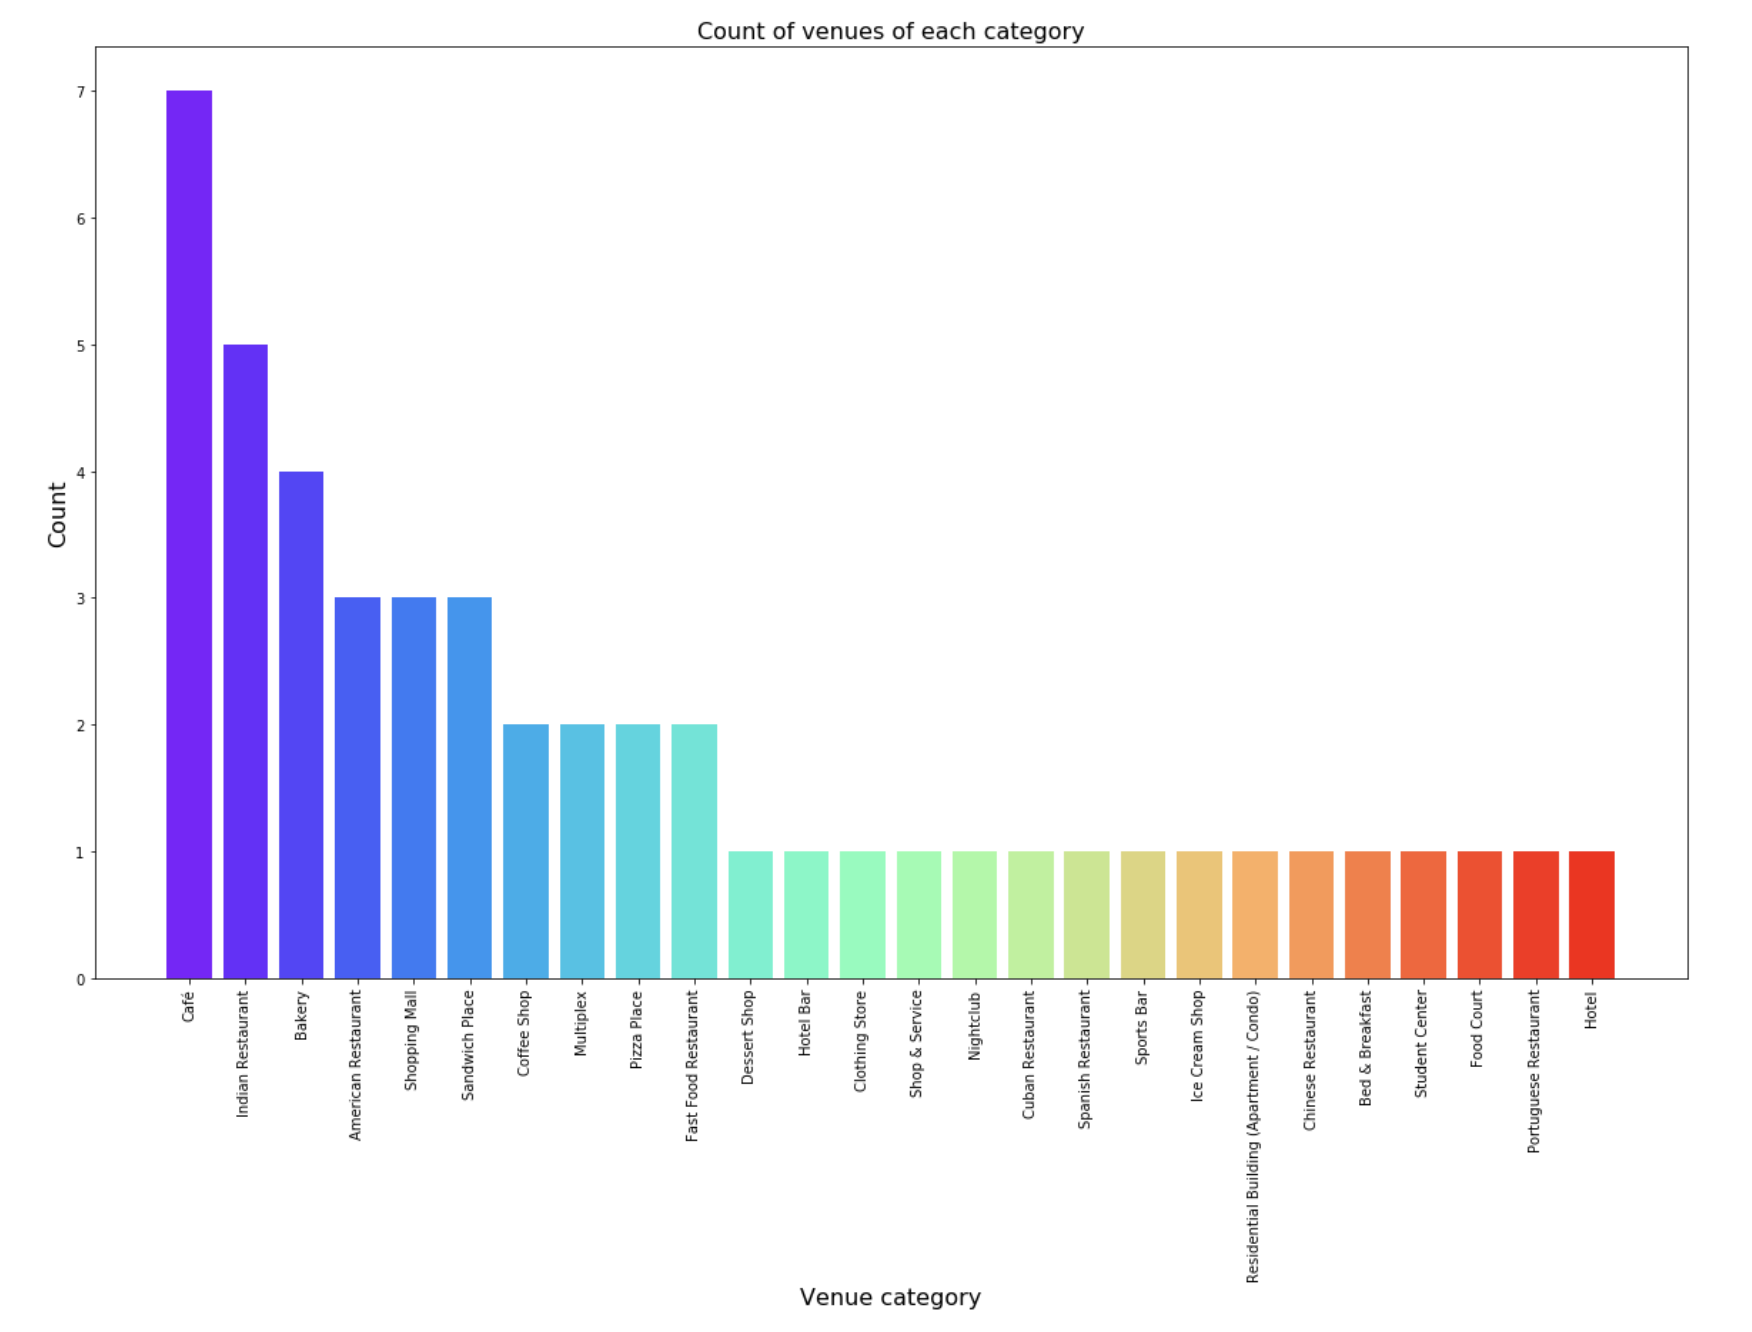 Count of venues of each category
Count
7
6
5
4
3
2
1
0
Café
Indian Restaurant
Bakery
American Restaurant
Shopping Mall
Sandwich Place
Coffee Shop
Multiplex
Pizza Place
Fast Food Restaurant
Dessert Shop
Hotel Bar
Clothing Store
Shop & Service
Nightclub
Cuban Restaurant
Spanish Restaurant
Sports Bar
Ice Cream Shop
Residential Building (Apartment / Condo)
Chinese Restaurant
Bed & Breakfast
Student Center
Food Court
Portuguese Restaurant
Hotel
Venue category